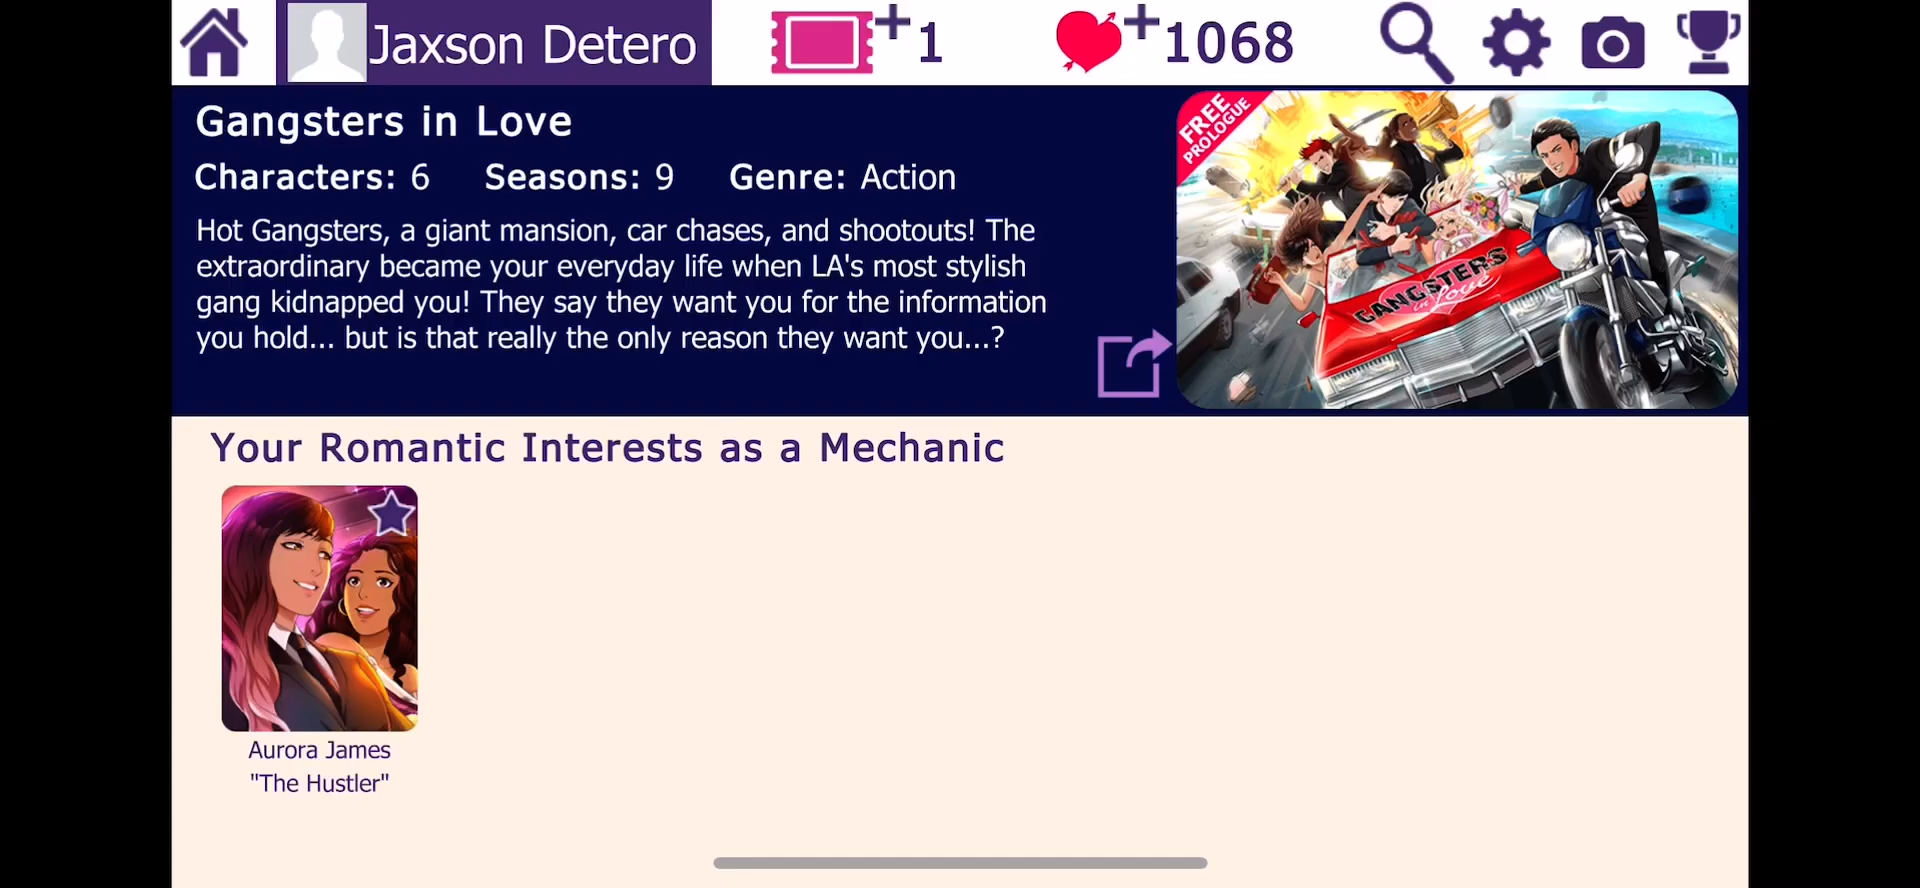 Jaxson Detero
+1
+1068
Gangsters in Love
Characters: 6 Seasons: 9 Genre: Action
Hot Gangsters, a giant mansion, car chases, and shootouts! The
extraordinary became your everyday life when LA's most stylish
gang kidnapped you! They say they want you for the information
you hold... but is that really the only reason they want you...?
FREE
PROLOGUE
GANGSTERS
in Love
Your Romantic Interests as a Mechanic
Aurora James
"The Hustler"